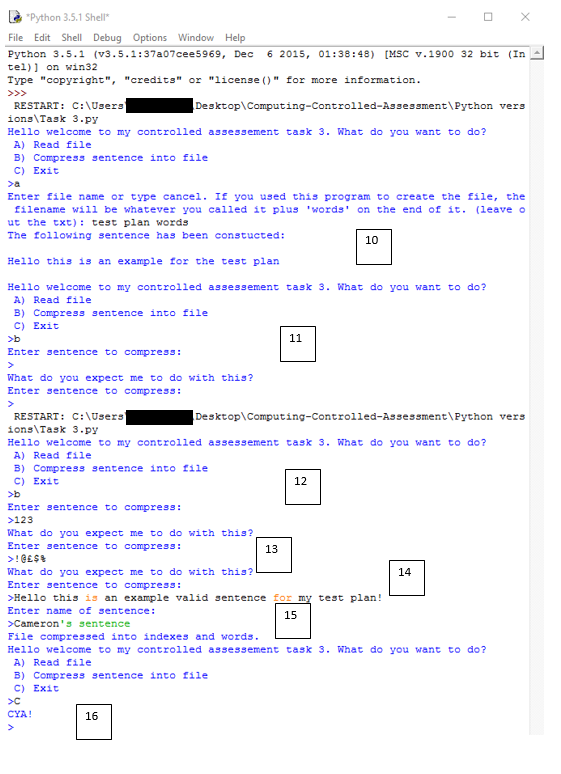 *Python 3.5.1 Shell*
File Edit Shell Debug Options Window Help
Python 3.5.1 (v3.5.1:37a07cee5969, Dec  6 2015, 01:38:48) [MSC v.1900 32 bit (In
tel)] on win32
Type "copyright", "credits" or "license()" for more information.
>>>
 RESTART: C:\Users\ Desktop\Computing-Controlled-Assessment\Python vers
ions\Task 3.py
Hello welcome to my controlled assessement task 3. What do you want to do?
 A) Read file
 B) Compress sentence into file
 C) Exit
>a
Enter file name or type cancel. If you used this program to create the file, the
 filename will be whatever you called it plus 'words' on the end of it. (leave o
ut the txt): test plan words
The following sentence has been constucted:
10
Hello this is an example for the test plan
Hello welcome to my controlled assessement task 3. What do you want to do?
 A) Read file
 B) Compress sentence into file
 C) Exit
>b
11
Enter sentence to compress:
>
What do you expect me to do with this?
Enter sentence to compress:
>
 RESTART: C:\Users\ Desktop\Computing-Controlled-Assessment\Python vers
ions\Task 3.py
Hello welcome to my controlled assessement task 3. What do you want to do?
 A) Read file
 B) Compress sentence into file
 C) Exit
12
>b
Enter sentence to compress:
>123
What do you expect me to do with this?
Enter sentence to compress:
13
>!@£$%
What do you expect me to do with this?
14
Enter sentence to compress:
>Hello this is an example valid sentence for my test plan!
Enter name of sentence:
15
>Cameron's sentence
File compressed into indexes and words.
Hello welcome to my controlled assessement task 3. What do you want to do?
 A) Read file
 B) Compress sentence into file
 C) Exit
>C
CYA!
16
>